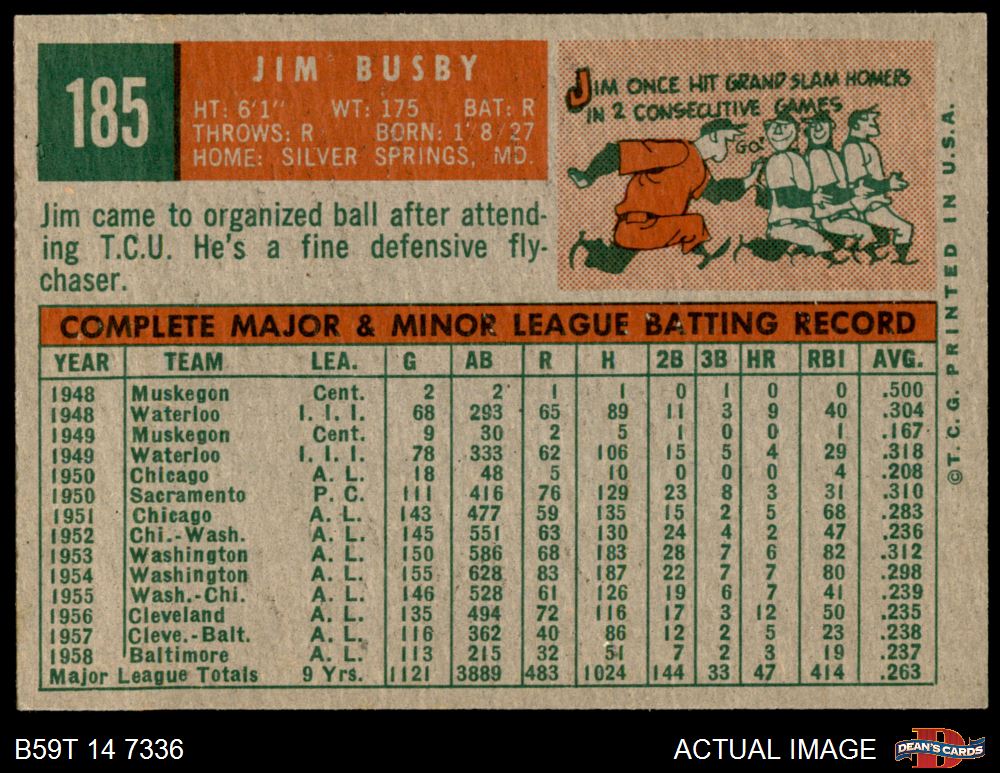 185
JIM BUSBY
HT: 6'1" WT: 175 BAT: R
THROWS: R BORN: 1/8/27
HOME: SILVER SPRINGS, MD.
JIM ONCE HIT GRAND SLAM HOMERS
IN 2 CONSECUTIVE GAMES
GO!
Jim came to organized ball after attend-
ing T.C.U. He's a fine defensive fly-
chaser.
COMPLETE MAJOR & MINOR LEAGUE BATTING RECORD
YEAR TEAM LEA. G AB R H 2B 3B HR RBI AVG.
1948 Muskegon Cent. 2 2 1 1 0 1 0 0 .500
1948 Waterloo I. I. I. 68 293 65 89 11 3 9 40 .304
1949 Muskegon Cent. 9 30 2 5 1 0 0 1 .167
1949 Waterloo I. I. I. 78 333 62 106 15 5 4 29 .318
1950 Chicago A. L. 18 48 5 10 0 0 0 4 .208
1950 Sacramento P. C. 111 416 76 129 23 8 3 31 .310
1951 Chicago A. L. 143 477 59 135 15 2 5 68 .283
1952 Chi.-Wash. A. L. 145 551 63 130 24 4 2 47 .236
1953 Washington A. L. 150 586 68 183 28 7 6 82 .312
1954 Washington A. L. 155 628 83 187 22 7 7 80 .298
1955 Wash.-Chi. A. L. 146 528 61 126 19 6 7 41 .239
1956 Cleveland A. L. 135 494 72 116 17 3 12 50 .235
1957 Cleve.-Balt. A. L. 116 362 40 86 12 2 5 23 .238
1958 Baltimore A. L. 113 215 32 51 7 2 3 19 .237
Major League Totals 9 Yrs. 1121 3889 483 1024 144 33 47 414 .263
©T.C.G. PRINTED IN U.S.A.
B59T 14 7336
ACTUAL IMAGE
D
DEAN'S CARDS